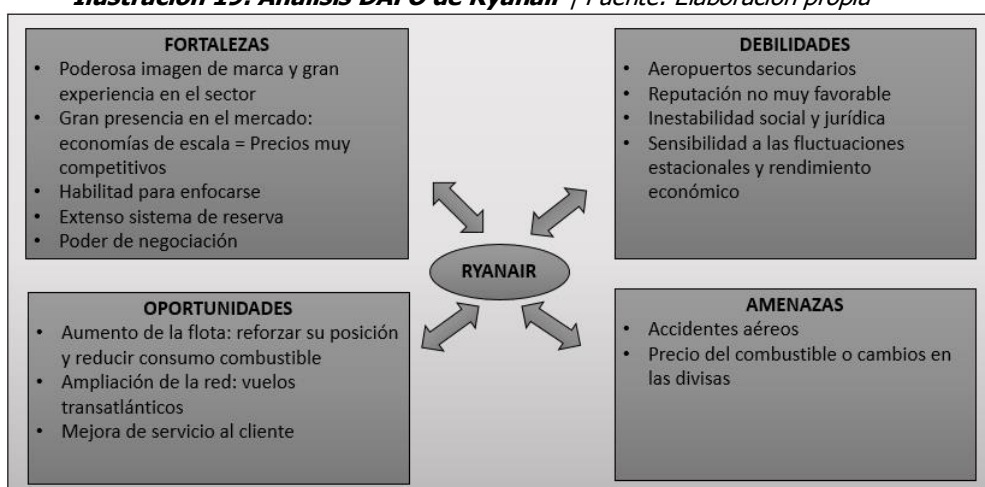 Ilustración 19. Análisis DAFO de Ryanair | Fuente: Elaboración propia
FORTALEZAS
• Poderosa imagen de marca y gran
experiencia en el sector
• Gran presencia en el mercado:
economías de escala = Precios muy
competitivos
• Habilitad para enfocarse
• Extenso sistema de reserva
• Poder de negociación
DEBILIDADES
• Aeropuertos secundarios
• Reputación no muy favorable
• Inestabilidad social y jurídica
• Sensibilidad a las fluctuaciones
estacionales y rendimiento
económico
RYANAIR
OPORTUNIDADES
• Aumento de la flota: reforzar su posición
y reducir consumo combustible
• Ampliación de la red: vuelos
transatlánticos
• Mejora de servicio al cliente
AMENAZAS
• Accidentes aéreos
• Precio del combustible o cambios en
las divisas